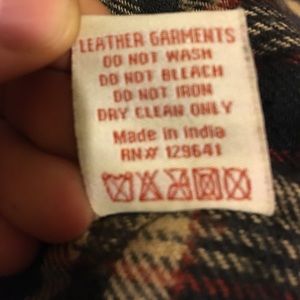 LEATHER GARMENTS
DO NOT WASH
DO NOT BLEACH
DO NOT IRON
DRY CLEAN ONLY
Made in India
RN# 129641